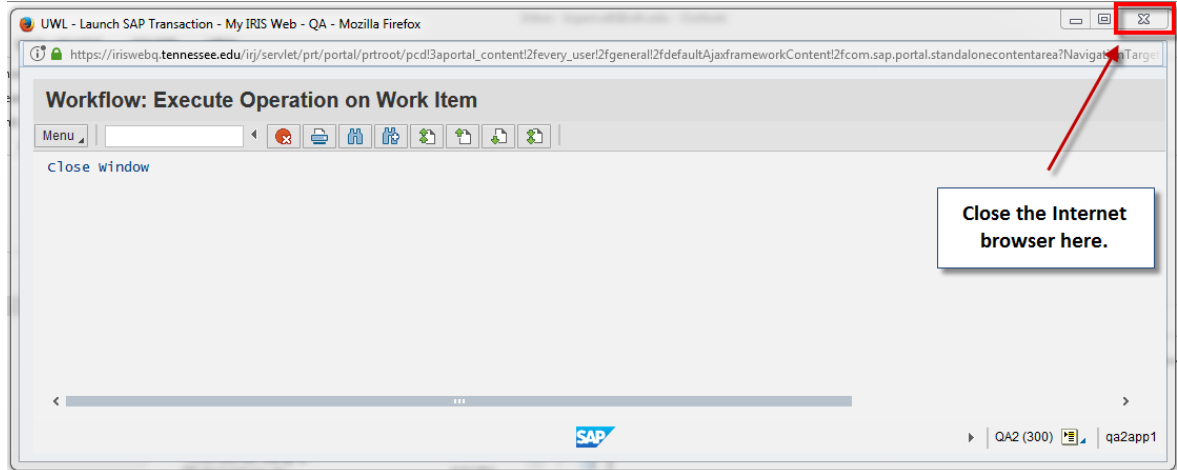 UWL - Launch SAP Transaction - My IRIS Web - QA - Mozilla Firefox
https://iriswebq.tennessee.edu/irj/servlet/prt/portal/prtroot/pcd!3aportal_content!2fevery_user!2fgeneral!2fdefaultAjaxframeworkContent!2fcom.sap.portal.standalonecontentarea?NavigationTarget
Workflow: Execute Operation on Work Item
Menu
Close Window
Close the Internet
browser here.
SAP
QA2 (300)
qa2app1